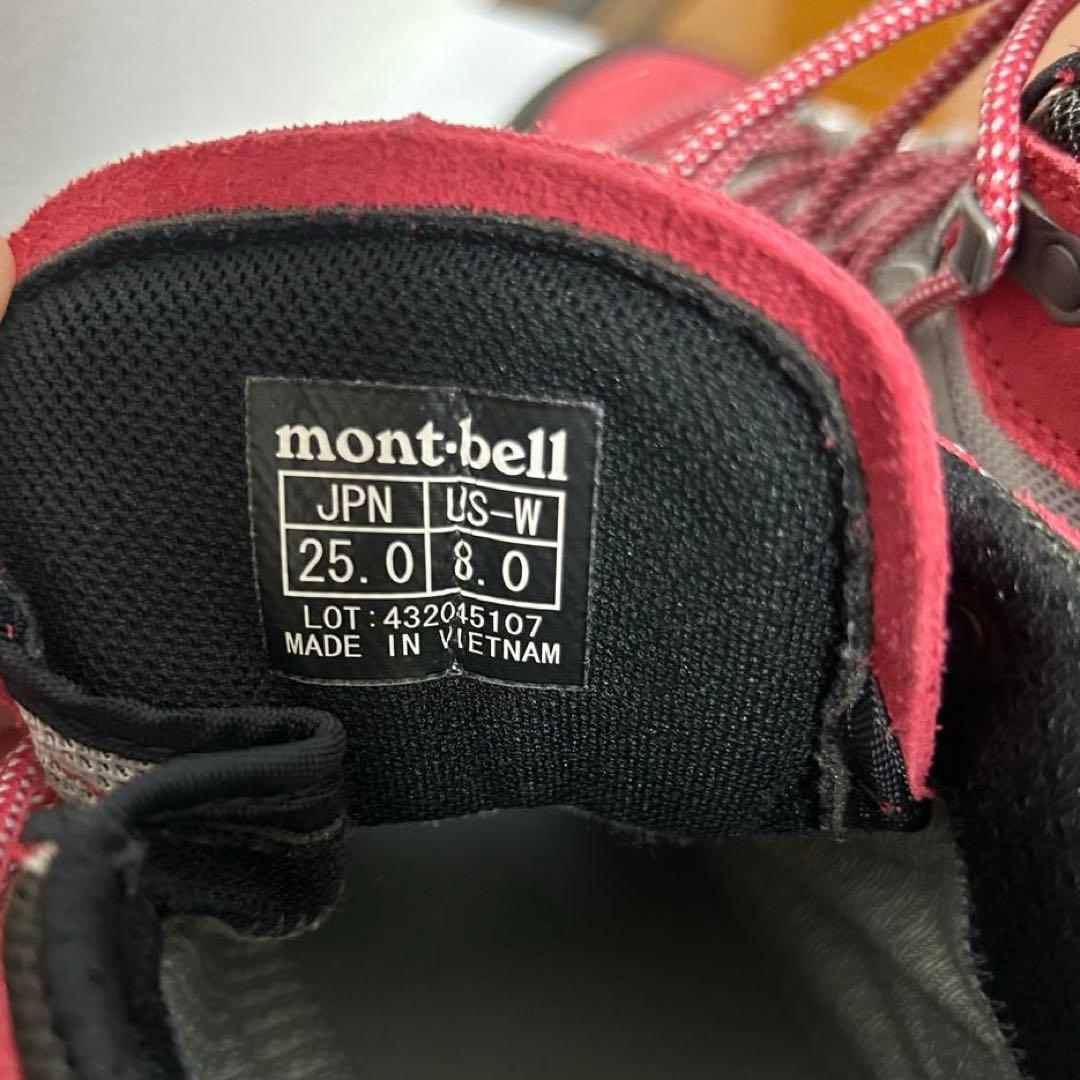 mont-bell
JPN US-W
25.0 8.0
LOT:432045107
MADE IN VIETNAM